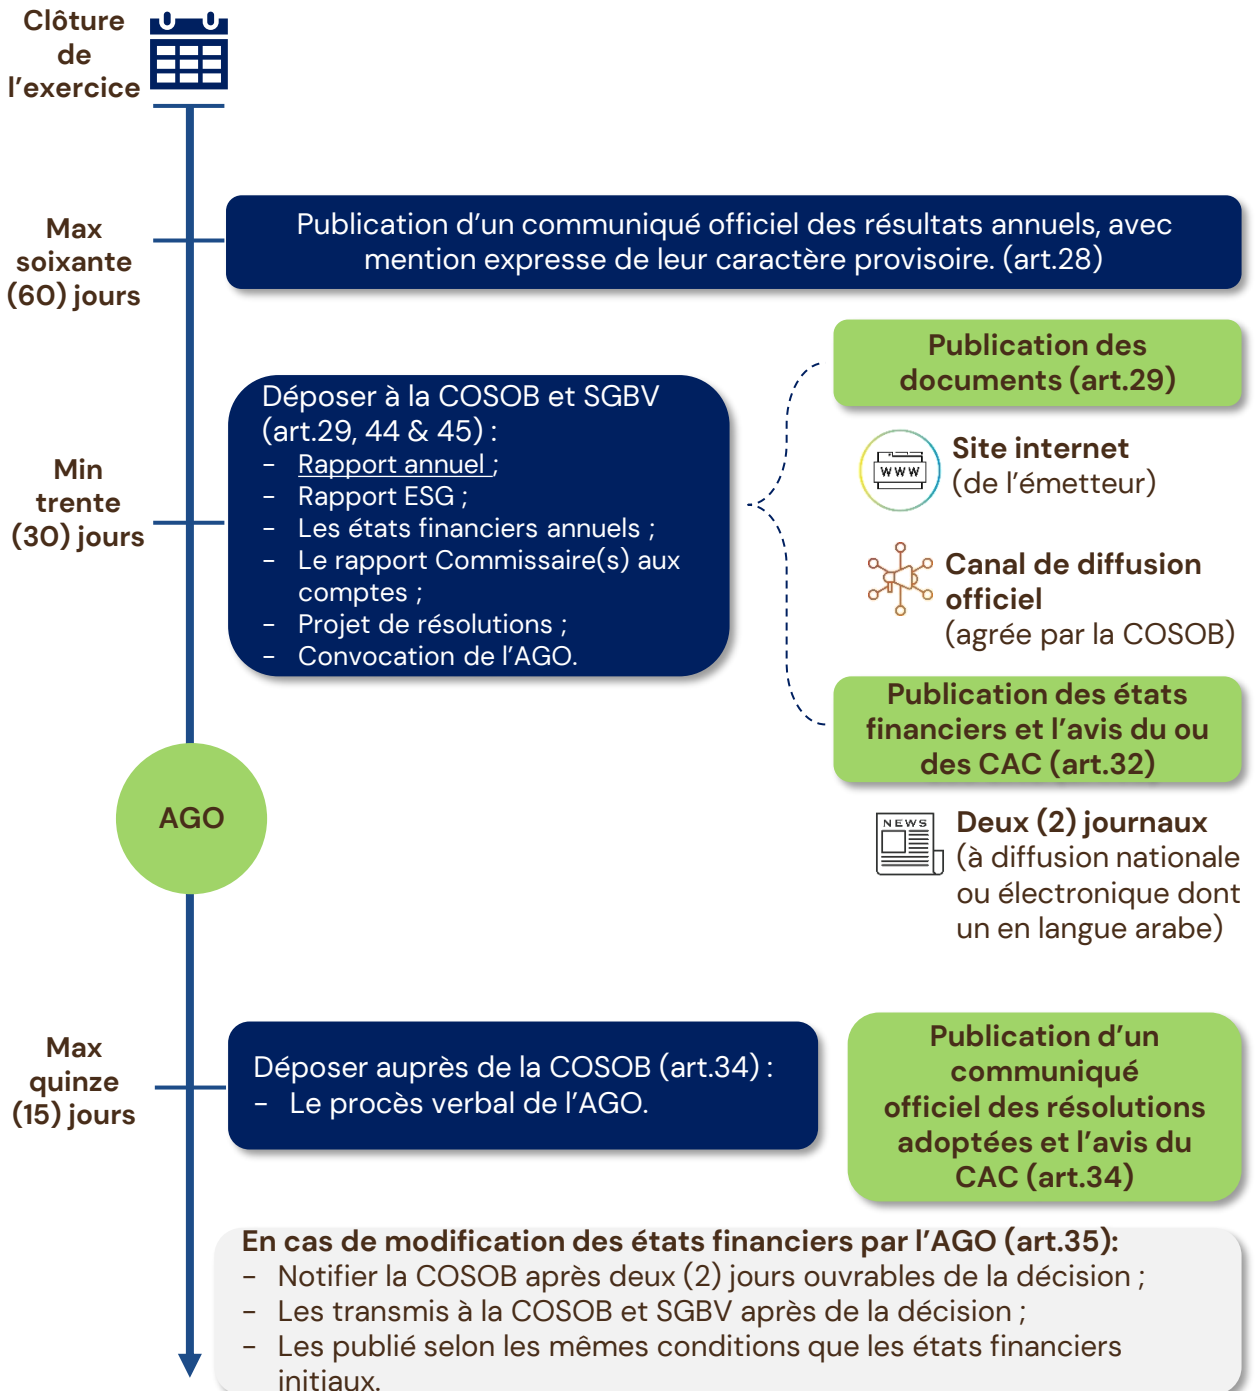 Clôture
de
l'exercice
Max
soixante
(60) jours
Publication d'un communiqué officiel des résultats annuels, avec
mention expresse de leur caractère provisoire. (art.28)
Min
trente
(30) jours
Déposer à la COSOB et SGBV
(art.29, 44 & 45) :
- Rapport annuel ;
- Rapport ESG ;
- Les états financiers annuels ;
- Le rapport Commissaire(s) aux
comptes ;
- Projet de résolutions ;
- Convocation de l'AGO.
Publication des
documents (art.29)
WWW
Site internet
(de l'émetteur)
Canal de diffusion
officiel
(agrée par la COSOB)
Publication des états
financiers et l'avis du ou
des CAC (art.32)
NEWS
Deux (2) journaux
(à diffusion nationale
ou électronique dont
un en langue arabe)
AGO
Max
quinze
(15) jours
Déposer auprès de la COSOB (art.34) :
- Le procès verbal de l'AGO.
Publication d'un
communiqué
officiel des résolutions
adoptées et l'avis du
CAC (art.34)
En cas de modification des états financiers par l'AGO (art.35):
- Notifier la COSOB après deux (2) jours ouvrables de la décision ;
- Les transmis à la COSOB et SGBV après de la décision ;
- Les publié selon les mêmes conditions que les états financiers
initiaux.